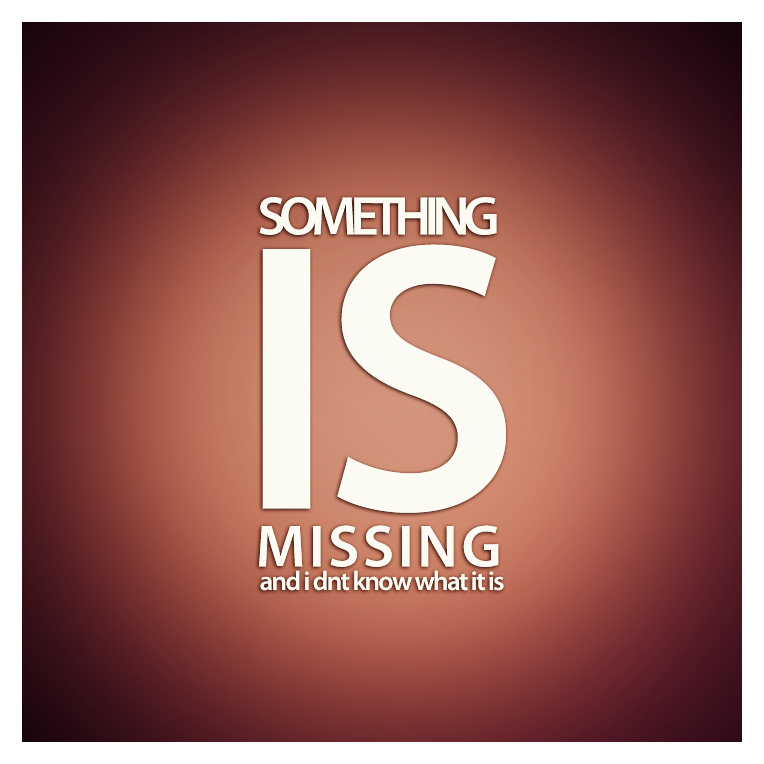 SOMETHING
IS
MISSING
and i dnt know what it is